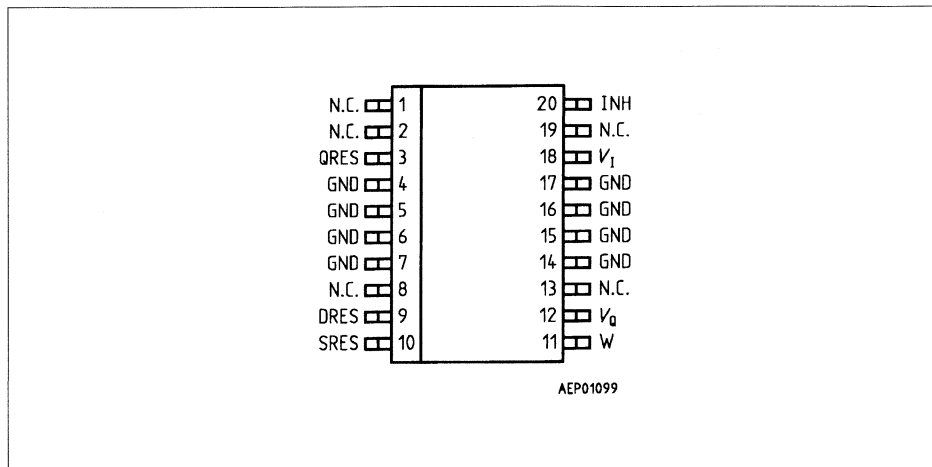 N.C. 1 20 INH
N.C. 2 19 N.C.
QRES 3 18 VI
GND 4 17 GND
GND 5 16 GND
GND 6 15 GND
GND 7 14 GND
N.C. 8 13 N.C.
DRES 9 12 VQ
SRES 10 11 W
AEP01099